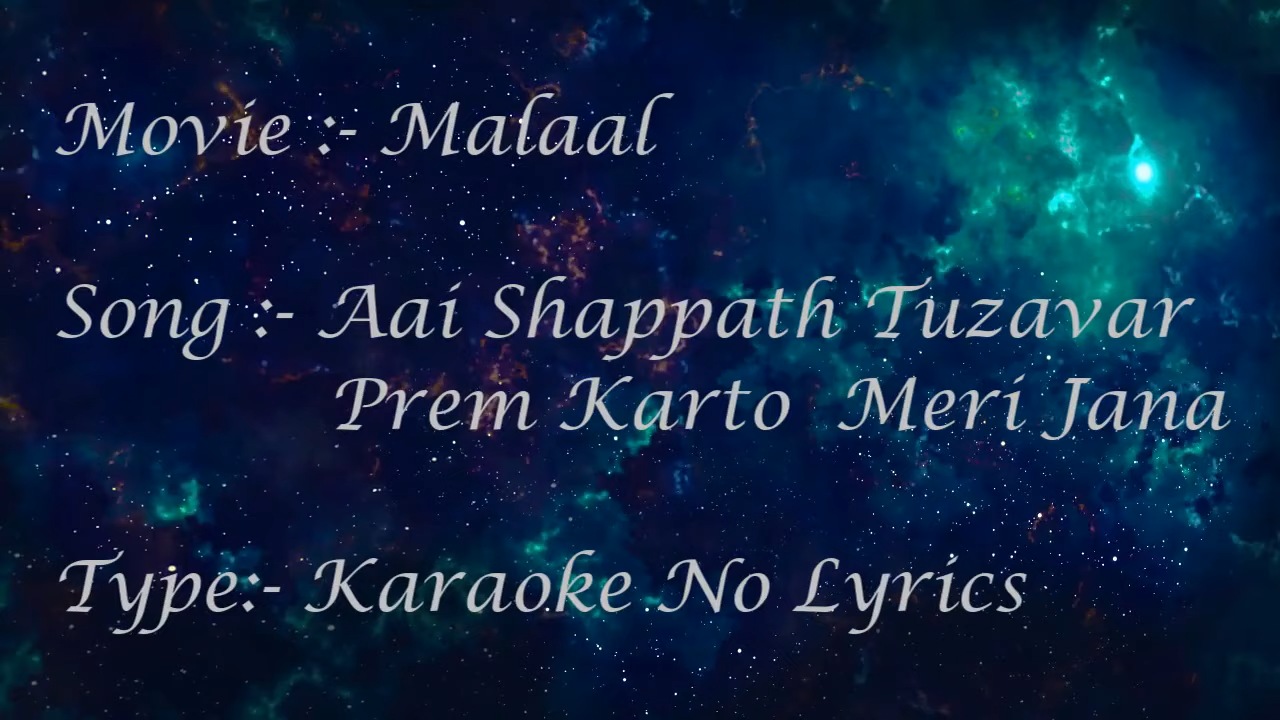 Movie :- Malaal
Song :- Aai Shappath Tuzavar
Prem Karto Meri Jana
Type:- Karaoke No Lyrics